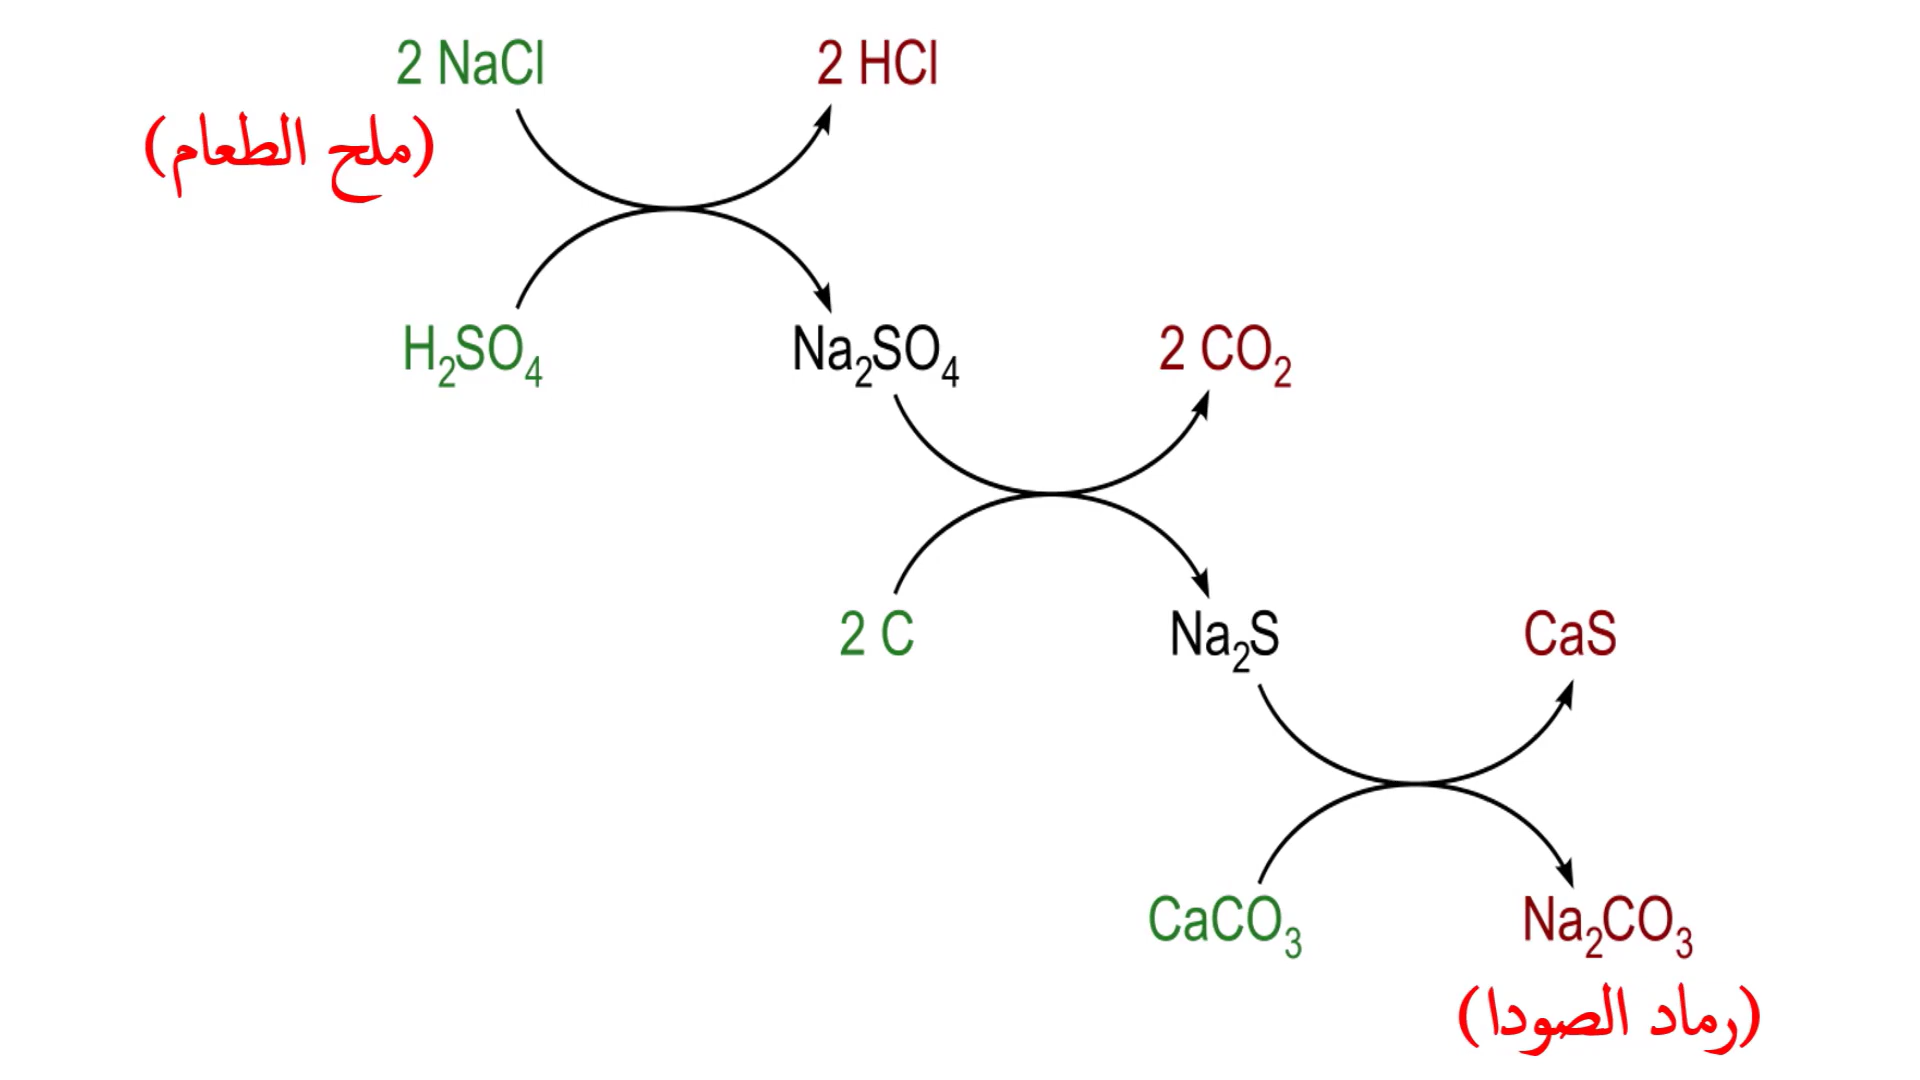 2 NaCl 2 HCl
(ملح الطعام)
H₂SO₄ Na₂SO₄ 2 CO₂
2 C Na₂S CaS
CaCO₃ Na₂CO₃
(رماد الصودا)